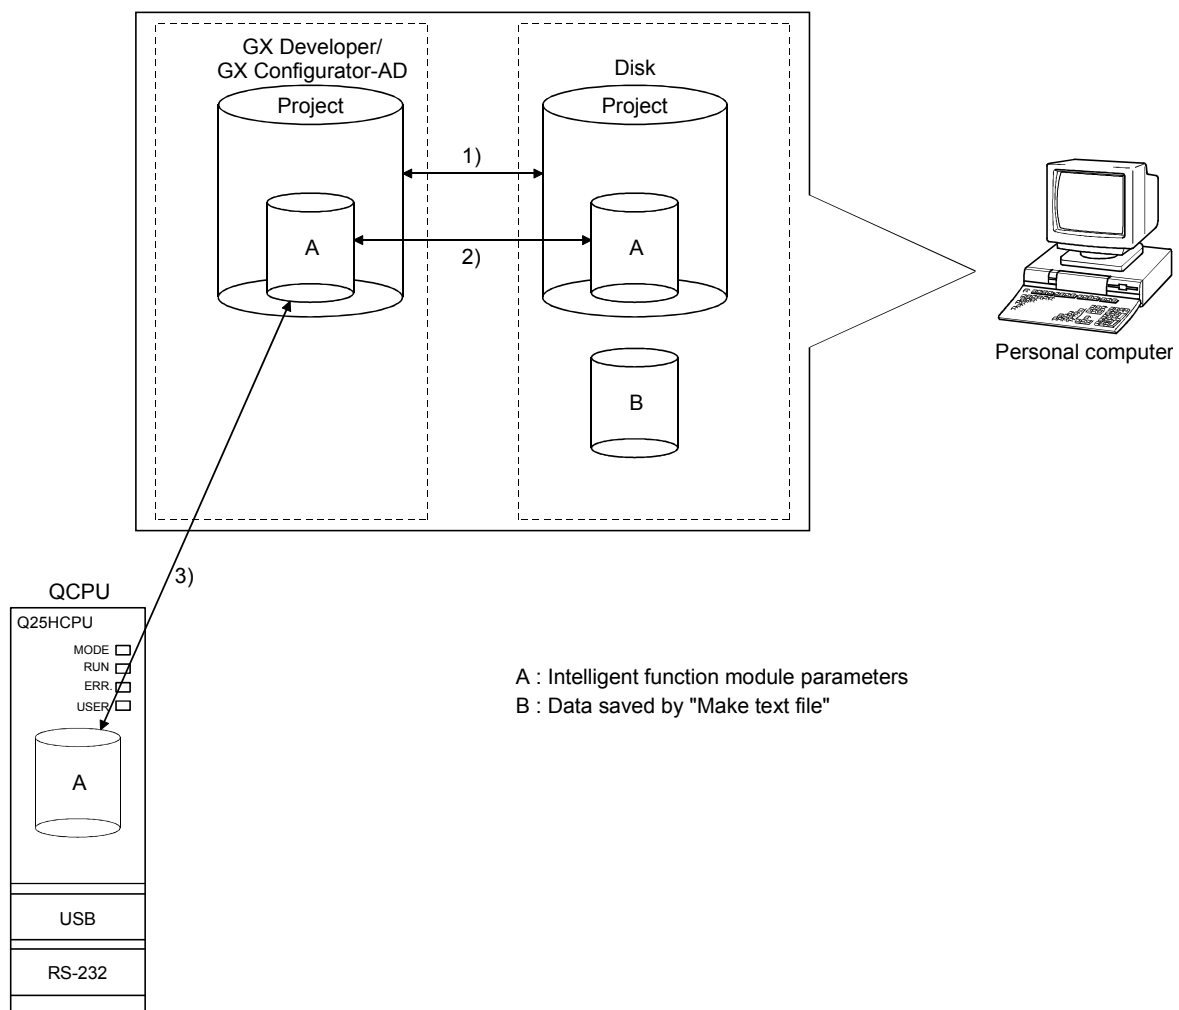 GX Developer/
GX Configurator-AD
Disk
Project
Project
1)
A
A
2)
Personal computer
B
3)
QCPU
Q25HCPU
MODE
RUN
ERR.
USER
A
USB
RS-232
A : Intelligent function module parameters
B : Data saved by "Make text file"